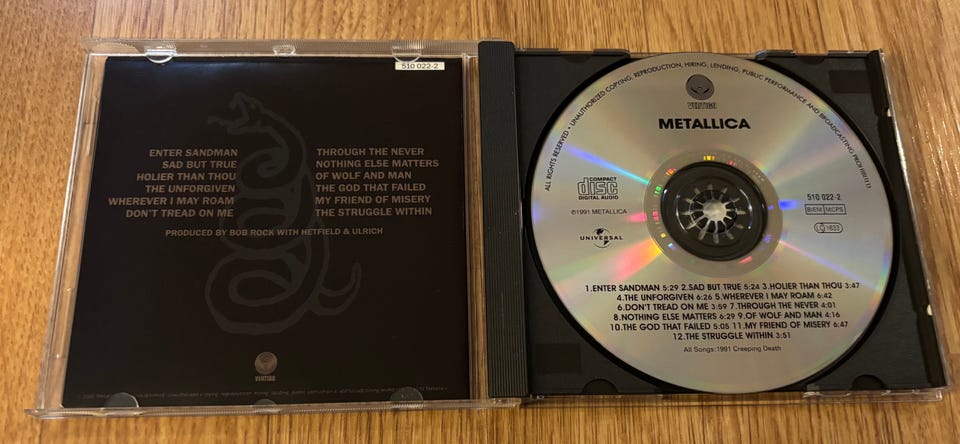 510 022-2
ENTER SANDMAN
SAD BUT TRUE
HOLIER THAN THOU
THE UNFORGIVEN
WHEREVER I MAY ROAM
DON'T TREAD ON ME
THROUGH THE NEVER
NOTHING ELSE MATTERS
OF WOLF AND MAN
THE GOD THAT FAILED
MY FRIEND OF MISERY
THE STRUGGLE WITHIN
PRODUCED BY BOB ROCK WITH HETFIELD & ULRICH
VERTIGO
ALL RIGHTS RESERVED • UNAUTHORIZED COPYING, REPRODUCTION, HIRING, LENDING, PUBLIC PERFORMANCE AND BROADCASTING PROHIBITED
VERTIGO
METALLICA
COMPACT
disc
DIGITAL AUDIO
510 022-2
BIEM MCPS
℗1991 METALLICA
LC 1633
UNIVERSAL
1.ENTER SANDMAN 5:29 2.SAD BUT TRUE 5:24 3.HOLIER THAN THOU 3:47
4.THE UNFORGIVEN 6:26 5.WHEREVER I MAY ROAM 6:42
6.DON'T TREAD ON ME 3:59 7.THROUGH THE NEVER 4:01
8.NOTHING ELSE MATTERS 6:29 9.OF WOLF AND MAN 4:16
10.THE GOD THAT FAILED 5:05 11.MY FRIEND OF MISERY 6:47
12.THE STRUGGLE WITHIN 3:51
All Songs: 1991 Creeping Death